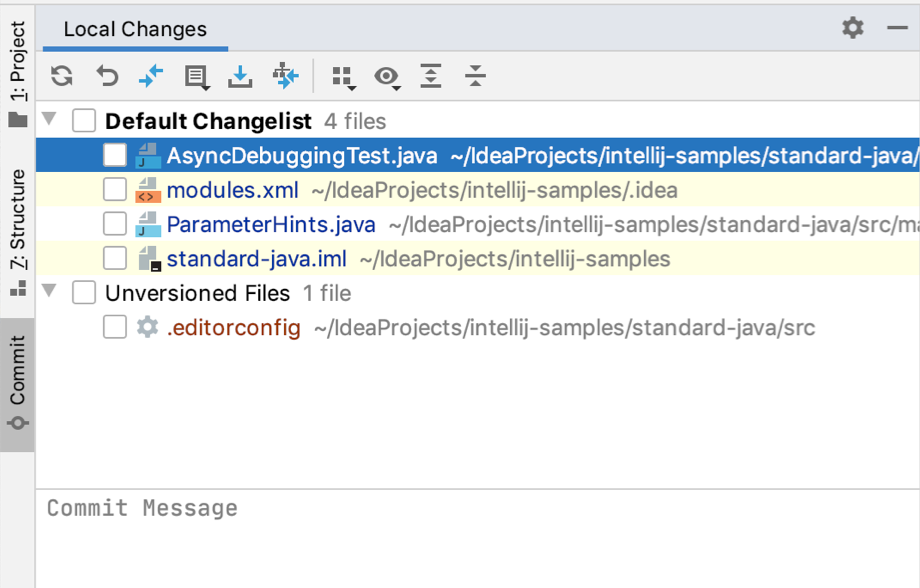 Local Changes
1: Project
Default Changelist 4 files
AsyncDebuggingTest.java ~/IdeaProjects/intellij-samples/standard-java/
modules.xml ~/IdeaProjects/intellij-samples/.idea
ParameterHints.java ~/IdeaProjects/intellij-samples/standard-java/src/ma
standard-java.iml ~/IdeaProjects/intellij-samples
Z: Structure
Unversioned Files 1 file
.editorconfig ~/IdeaProjects/intellij-samples/standard-java/src
Commit
Commit Message